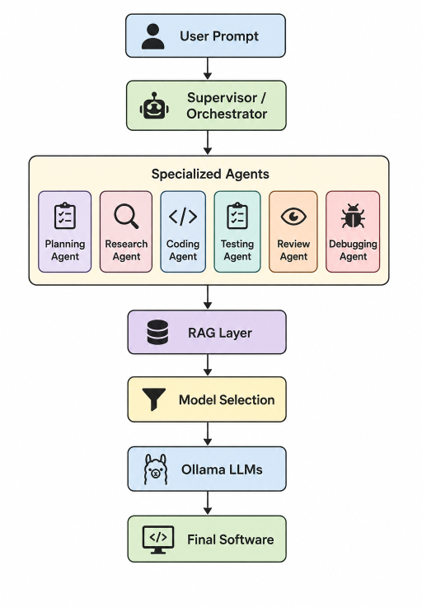 User Prompt
Supervisor /
Orchestrator
Specialized Agents
Planning
Agent
Research
Agent
</>
Coding
Agent
Testing
Agent
Review
Agent
Debugging
Agent
RAG Layer
Model Selection
Ollama LLMs
</>
Final Software